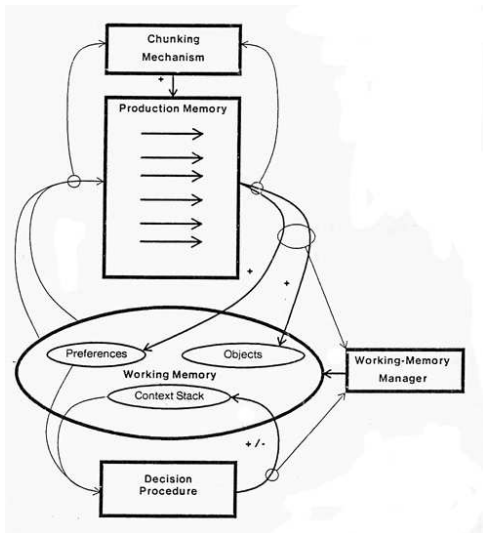 Chunking
Mechanism
+
Production Memory
+
+
Preferences
Objects
Working Memory
Context Stack
Working-Memory
Manager
+/-
Decision
Procedure